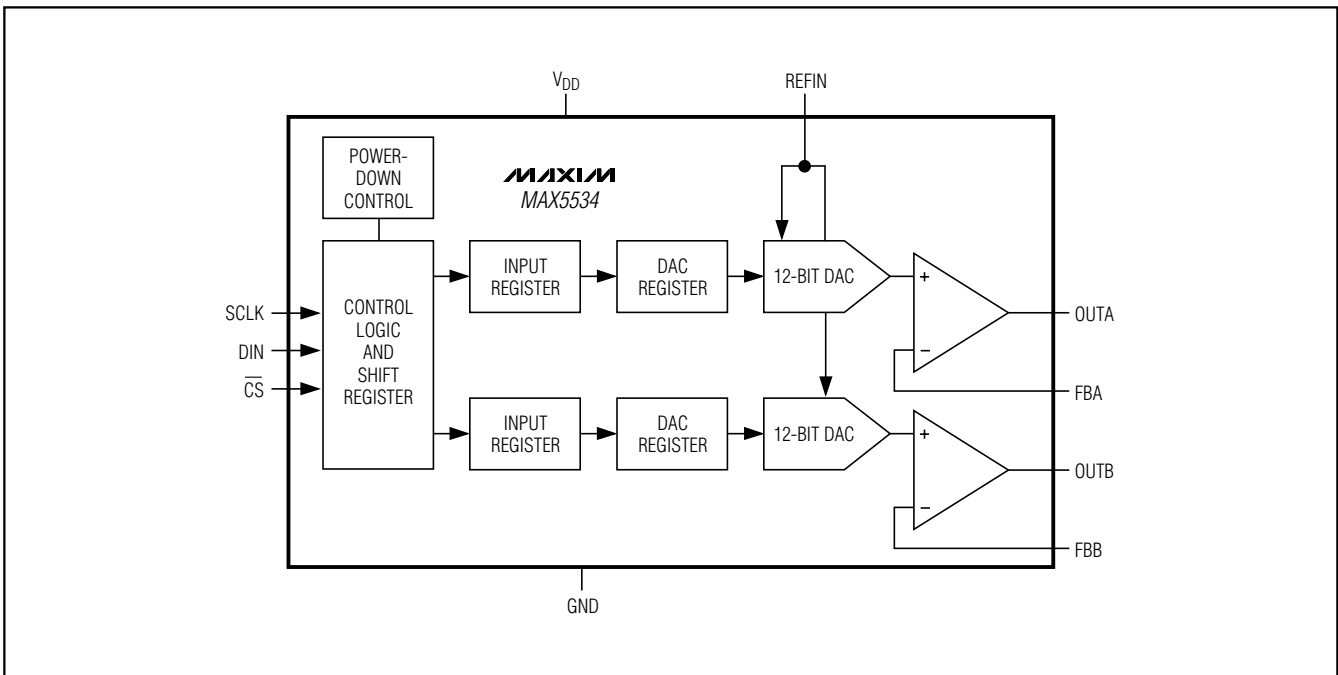 VDD
REFIN
POWER-
DOWN
CONTROL
MAXIM
MAX5534
CONTROL
LOGIC
AND
SHIFT
REGISTER
INPUT
REGISTER
DAC
REGISTER
12-BIT DAC
+
−
SCLK
DIN
CS
OUTA
FBA
INPUT
REGISTER
DAC
REGISTER
12-BIT DAC
+
−
OUTB
FBB
GND